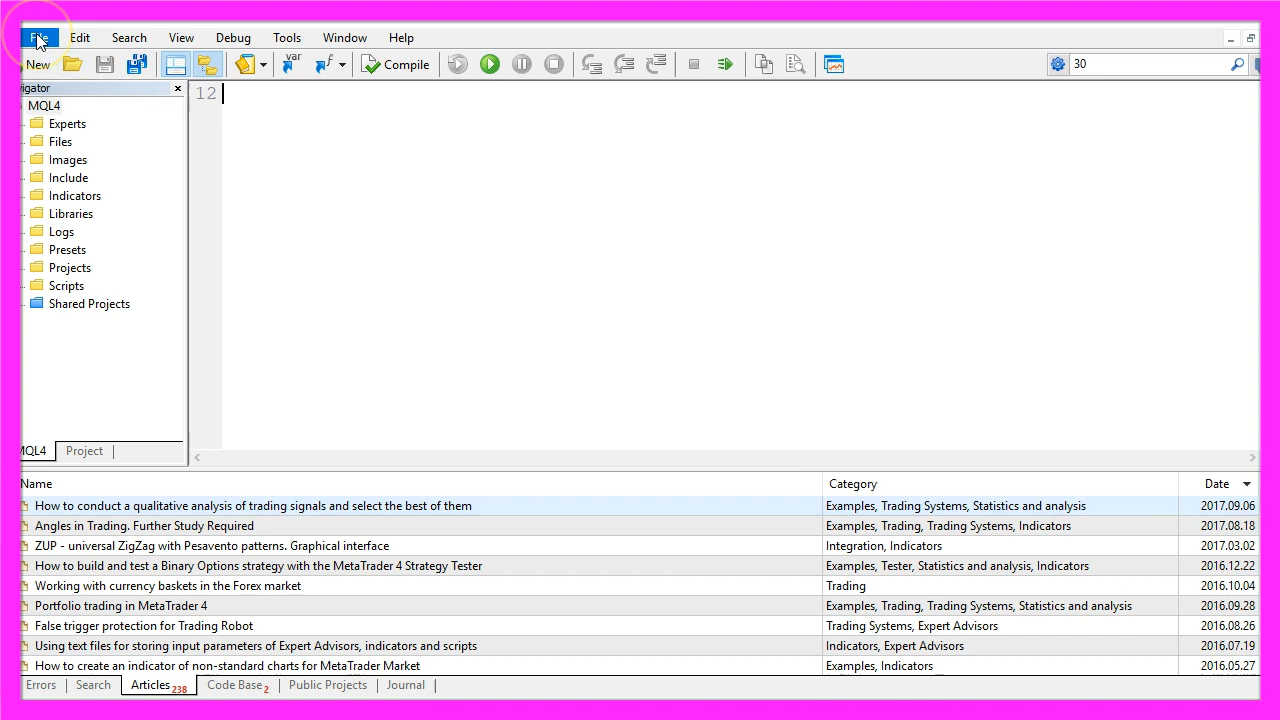 File Edit Search View Debug Tools Window Help
New var f Compile 30
vigator
MQL4
Experts
Files
Images
Include
Indicators
Libraries
Logs
Presets
Projects
Scripts
Shared Projects
12
MQL4 Project
Name Category Date
How to conduct a qualitative analysis of trading signals and select the best of them Examples, Trading Systems, Statistics and analysis 2017.09.06
Angles in Trading. Further Study Required Examples, Trading, Trading Systems, Indicators 2017.08.18
ZUP - universal ZigZag with Pesavento patterns. Graphical interface Integration, Indicators 2017.03.02
How to build and test a Binary Options strategy with the MetaTrader 4 Strategy Tester Examples, Tester, Statistics and analysis, Indicators 2016.12.22
Working with currency baskets in the Forex market Trading 2016.10.04
Portfolio trading in MetaTrader 4 Examples, Trading, Trading Systems, Statistics and analysis 2016.09.28
False trigger protection for Trading Robot Trading Systems, Expert Advisors 2016.08.26
Using text files for storing input parameters of Expert Advisors, indicators and scripts Indicators, Expert Advisors 2016.07.19
How to create an indicator of non-standard charts for MetaTrader Market Examples, Indicators 2016.05.27
Errors Search Articles 238 Code Base 2 Public Projects Journal